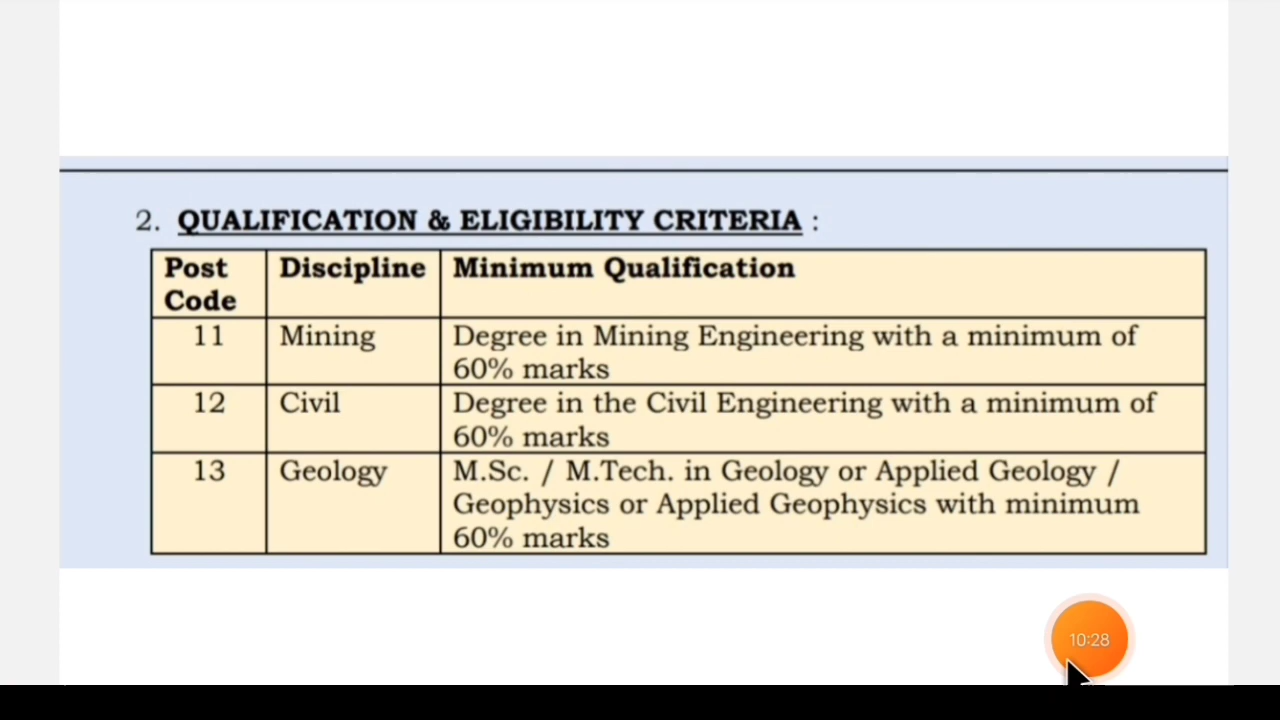 2. QUALIFICATION & ELIGIBILITY CRITERIA :
Post Code Discipline Minimum Qualification
11 Mining Degree in Mining Engineering with a minimum of
60% marks
12 Civil Degree in the Civil Engineering with a minimum of
60% marks
13 Geology M.Sc. / M.Tech. in Geology or Applied Geology /
Geophysics or Applied Geophysics with minimum
60% marks
10:28